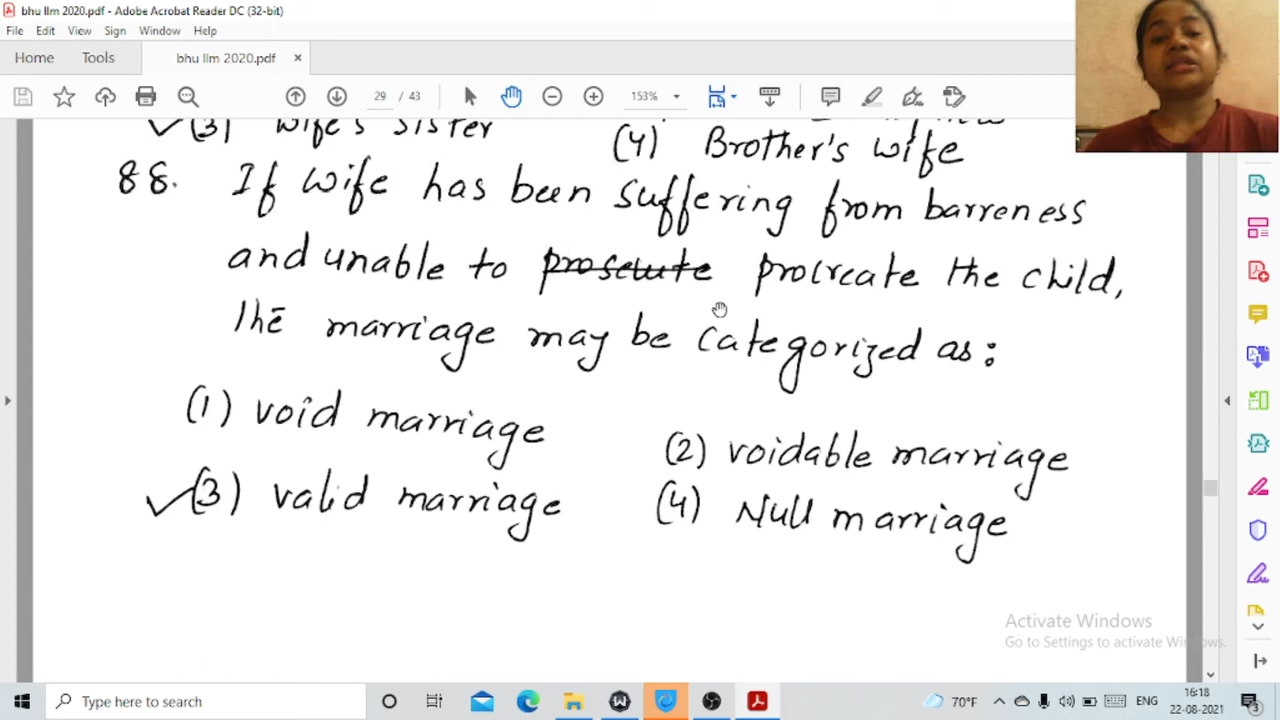 bhu llm 2020.pdf - Adobe Acrobat Reader DC (32-bit)
File Edit View Sign Window Help
Home Tools bhu llm 2020.pdf ×
29 / 43 153%
(3) Wife's sister
(4) Brother's wife
88. If wife has been suffering from barreness
and unable to procreate the child,
The marriage may be categorized as:
(1) void marriage
(2) voidable marriage
(3) valid marriage
(4) Null marriage
Activate Windows
Go to Settings to activate Windows.
Type here to search
70°F ENG 16:18
22-08-2021